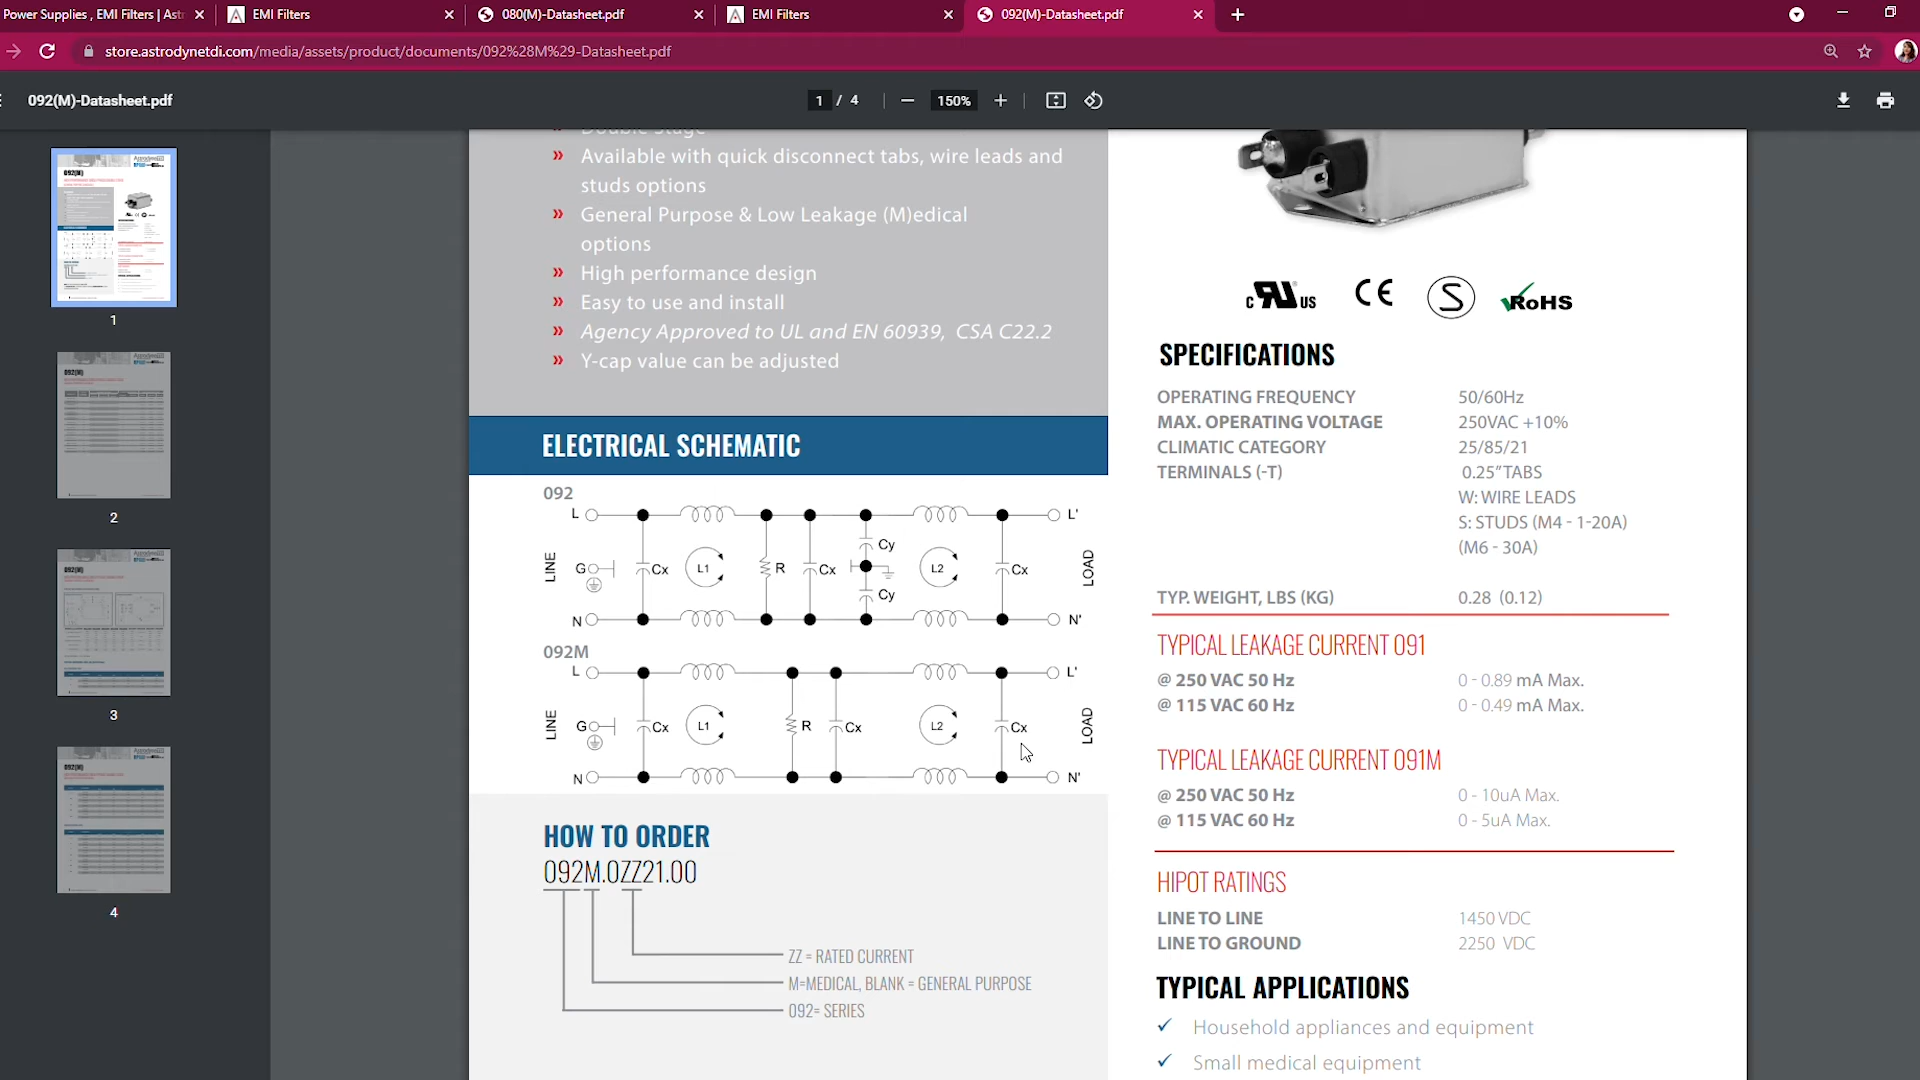 Power Supplies , EMI Filters | Ast
EMI Filters
080(M)-Datasheet.pdf
EMI Filters
092(M)-Datasheet.pdf
store.astrodynetdi.com/media/assets/product/documents/092%28M%29-Datasheet.pdf
092(M)-Datasheet.pdf
1 / 4
150%
1
2
3
4
Double Stage
» Available with quick disconnect tabs, wire leads and
studs options
» General Purpose & Low Leakage (M)edical
options
» High performance design
» Easy to use and install
» Agency Approved to UL and EN 60939, CSA C22.2
» Y-cap value can be adjusted
ELECTRICAL SCHEMATIC
092
L L'
Cy
LINE G Cx L1 R Cx L2 Cx LOAD
Cy
N N'
092M
L L'
LINE G Cx L1 R Cx L2 Cx LOAD
N N'
HOW TO ORDER
092M.0ZZ21.00
ZZ = RATED CURRENT
M=MEDICAL, BLANK = GENERAL PURPOSE
092= SERIES
c RU US CE S RoHS
SPECIFICATIONS
OPERATING FREQUENCY 50/60Hz
MAX. OPERATING VOLTAGE 250VAC +10%
CLIMATIC CATEGORY 25/85/21
TERMINALS (-T) 0.25" TABS
W: WIRE LEADS
S: STUDS (M4 - 1-20A)
(M6 - 30A)
TYP. WEIGHT, LBS (KG) 0.28 (0.12)
TYPICAL LEAKAGE CURRENT 091
@ 250 VAC 50 Hz 0 - 0.89 mA Max.
@ 115 VAC 60 Hz 0 - 0.49 mA Max.
TYPICAL LEAKAGE CURRENT 091M
@ 250 VAC 50 Hz 0 - 10uA Max.
@ 115 VAC 60 Hz 0 - 5uA Max.
HIPOT RATINGS
LINE TO LINE 1450 VDC
LINE TO GROUND 2250 VDC
TYPICAL APPLICATIONS
Household appliances and equipment
Small medical equipment